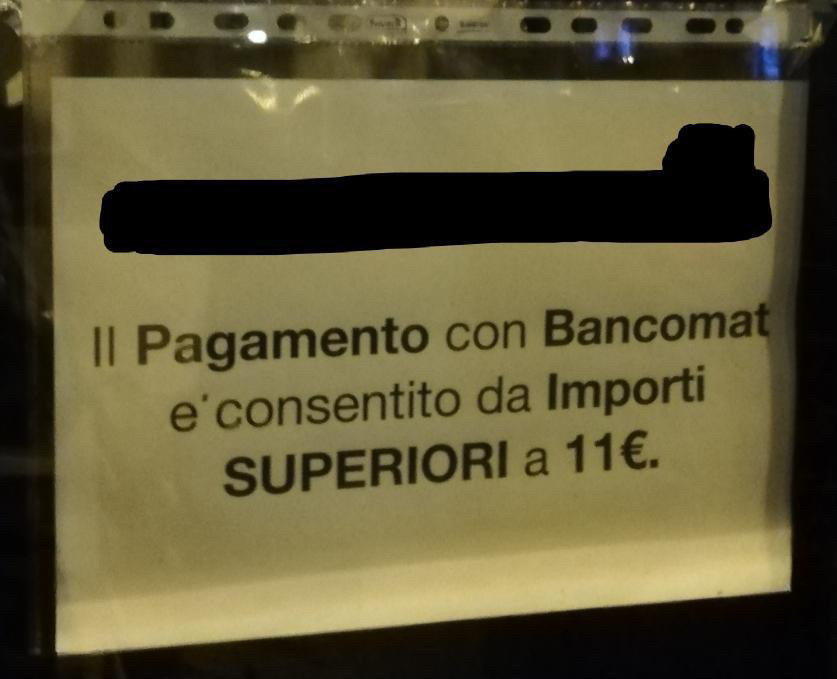 Il Pagamento con Bancomat
e' consentito da Importi
SUPERIORI a 11€.